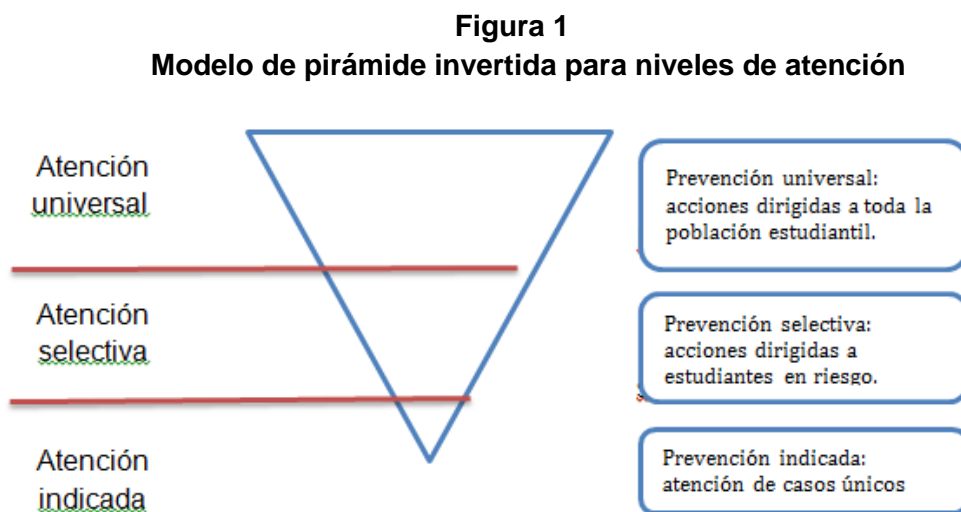 Figura 1
Modelo de pirámide invertida para niveles de atención
Atención
universal
Prevención universal:
acciones dirigidas a toda la
población estudiantil.
Atención
selectiva
Prevención selectiva:
acciones dirigidas a
estudiantes en riesgo.
Atención
indicada
Prevención indicada:
atención de casos únicos